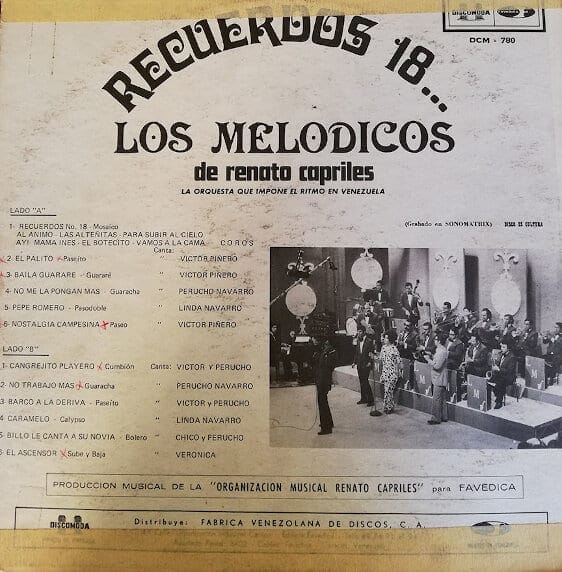 DISCOMODA
DCM - 780
RECUERDOS 18...
LOS MELODICOS
de renato capriles
LA ORQUESTA QUE IMPONE EL RITMO EN VENEZUELA
LADO "A"
(Grabado en SONOMATRIX) DISCO ES CULTURA
1- RECUERDOS No. 18 - Mosaico
AL ANIMO - LAS ALTEÑITAS - PARA SUBIR AL CIELO
AY! MAMA INES - EL BOTECITO - VAMOS A LA CAMA COROS
Canta:
2- EL PALITO - Paseito " VICTOR PIÑERO
3- BAILA GUARARE - Guararé " VICTOR PIÑERO
4- NO ME LA PONGAN MAS - Guaracha " PERUCHO NAVARRO
5- PEPE ROMERO - Pasodoble " LINDA NAVARRO
6- NOSTALGIA CAMPESINA - Paseo " VICTOR PIÑERO
LADO "B"
1- CANGREJITO PLAYERO - Cumbión Canta: VICTOR Y PERUCHO
2- NO TRABAJO MAS - Guaracha " PERUCHO NAVARRO
3- BARCO A LA DERIVA - Paseíto " VICTOR y PERUCHO
4- CARAMELO - Calypso " LINDA NAVARRO
5- BILLO LE CANTA A SU NOVIA - Bolero " CHICO y PERUCHO
6- EL ASCENSOR - Sube y Baja " VERONICA
M M
PRODUCCION MUSICAL DE LA "ORGANIZACION MUSICAL RENATO CAPRILES" para FAVEDICA
DISCOMODA
Distribuye: FABRICA VENEZOLANA DE DISCOS, C. A.